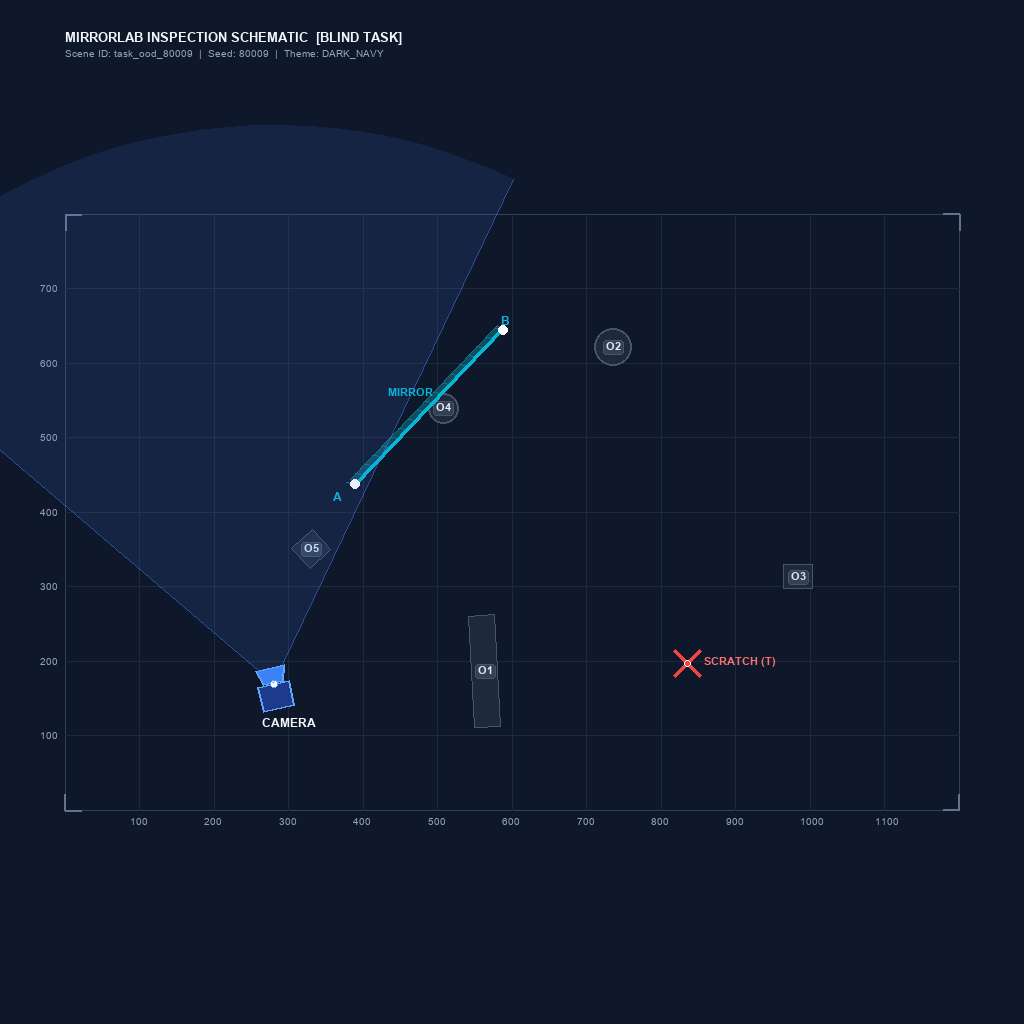 MIRRORLAB INSPECTION SCHEMATIC [BLIND TASK]
Scene ID: task_ood_80009 | Seed: 80009 | Theme: DARK_NAVY
700
600
500
400
300
200
100
B
O2
MIRROR
O4
A
O5
O3
O1
SCRATCH (T)
CAMERA
100 200 300 400 500 600 700 800 900 1000 1100